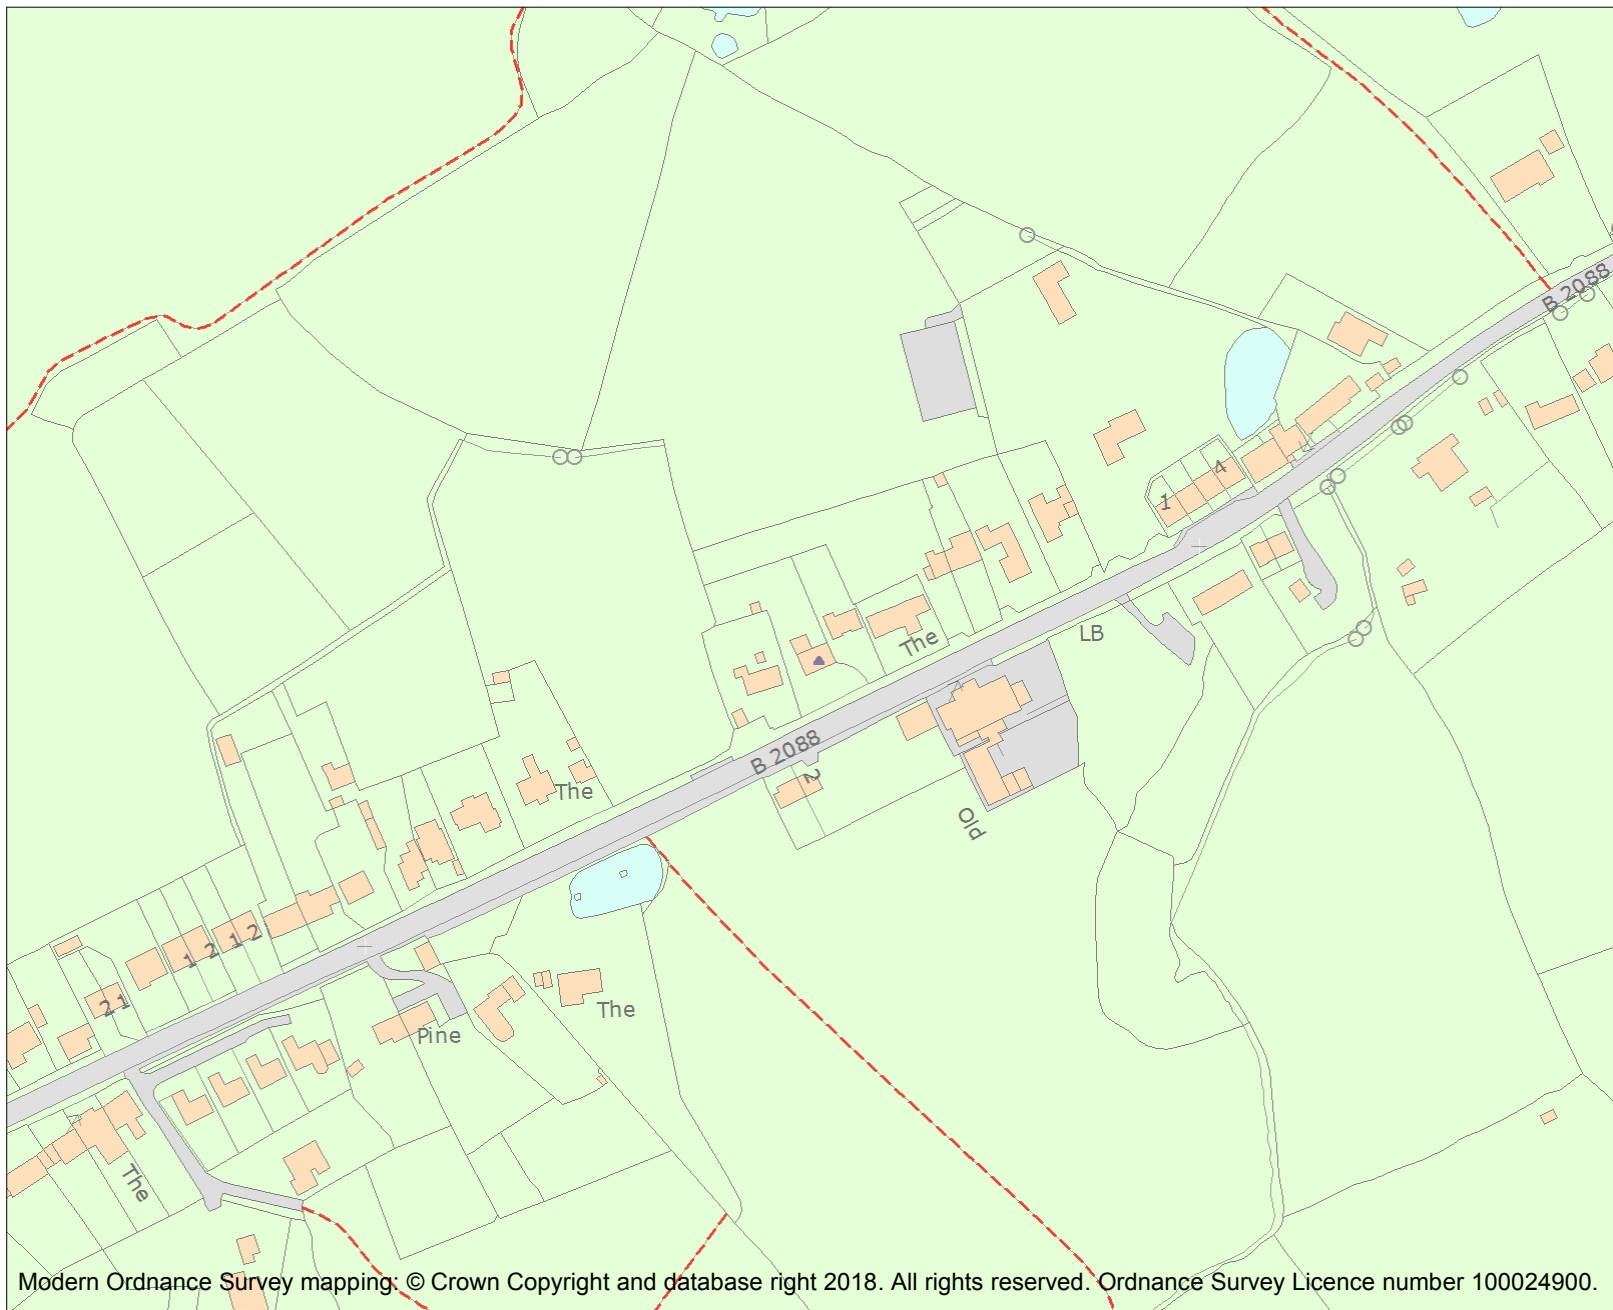 B 2088
4
1
The
LB
B 2088
2
The
Old
1 2 1 2
2 1
The
Pine
The
Modern Ordnance Survey mapping: © Crown Copyright and database right 2018. All rights reserved. Ordnance Survey Licence number 100024900.